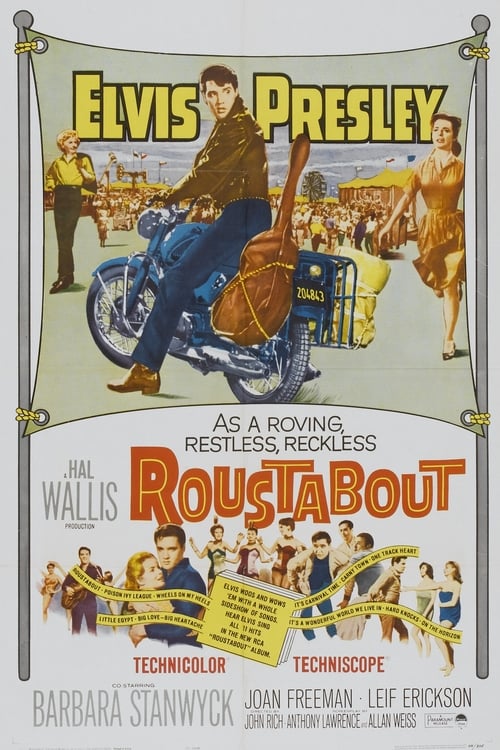 ELVIS PRESLEY
204843
AS A ROVING,
RESTLESS, RECKLESS
A HAL
WALLIS
PRODUCTION
ROUSTABOUT
ROUSTABOUT • POISON IVY LEAGUE • WHEELS ON MY HEELS
LITTLE EGYPT • BIG LOVE • BIG HEARTACHE
ELVIS WOOS AND WOWS
'EM WITH A WHOLE
SIDESHOW OF SONGS.
HEAR ELVIS SING
ALL 11 HITS
IN THE NEW RCA
"ROUSTABOUT" ALBUM.
IT'S CARNIVAL TIME • CARNY TOWN • ONE TRACK HEART
IT'S A WONDERFUL WORLD WE LIVE IN • HARD KNOCKS • ON THE HORIZON
TECHNICOLOR® TECHNISCOPE®
CO-STARRING
BARBARA STANWYCK
JOAN FREEMAN • LEIF ERICKSON
DIRECTED BY
JOHN RICH
SCREENPLAY BY
ANTHONY LAWRENCE AND ALLAN WEISS
A PARAMOUNT
RELEASE